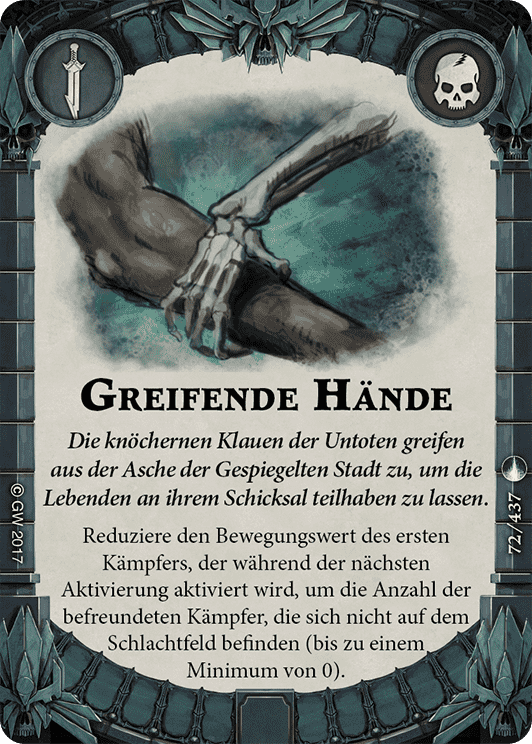 Greifende Hände
Die knöchernen Klauen der Untoten greifen
aus der Asche der Gespiegelten Stadt zu, um die
Lebenden an ihrem Schicksal teilhaben zu lassen.
Reduziere den Bewegungswert des ersten
Kämpfers, der während der nächsten
Aktivierung aktiviert wird, um die Anzahl der
befreundeten Kämpfer, die sich nicht auf dem
Schlachtfeld befinden (bis zu einem
Minimum von 0).
© GW 2017
72/437